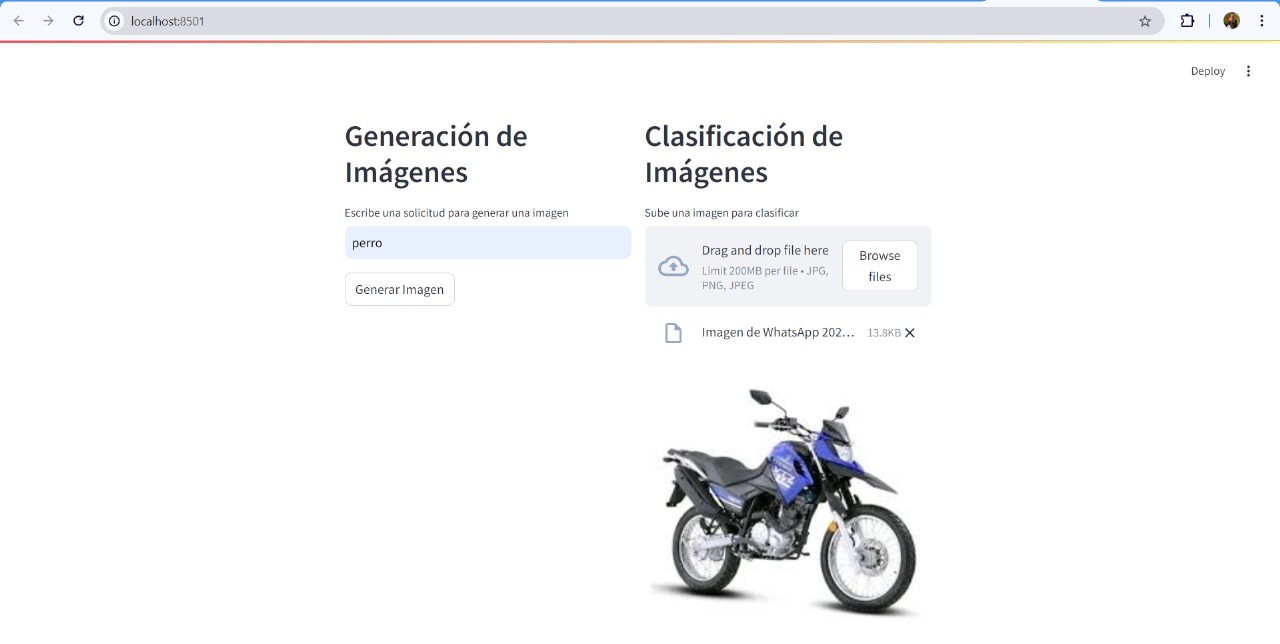 localhost:8501
Deploy
Generación de
Imágenes
Escribe una solicitud para generar una imagen
perro
Generar Imagen
Clasificación de
Imágenes
Sube una imagen para clasificar
Drag and drop file here
Limit 200MB per file • JPG,
PNG, JPEG
Browse
files
Imagen de WhatsApp 202...
13.8KB
XTZ